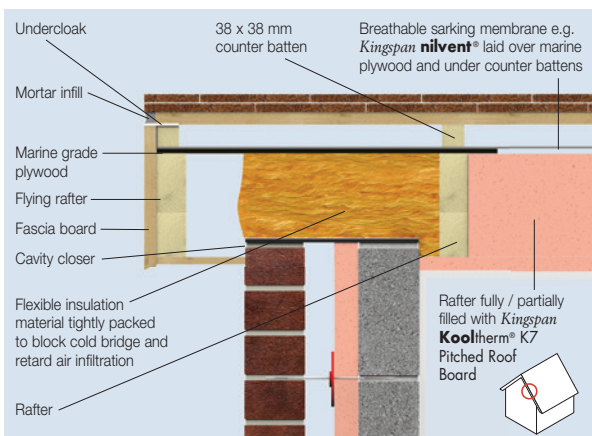 Undercloak
38 x 38 mm
counter batten
Breathable sarking membrane e.g.
Kingspan nilvent® laid over marine
plywood and under counter battens
Mortar infill
Marine grade
plywood
Flying rafter
Fascia board
Cavity closer
Flexible insulation
material tightly packed
to block cold bridge and
retard air infiltration
Rafter
Rafter fully / partially
filled with Kingspan
Kooltherm® K7
Pitched Roof
Board